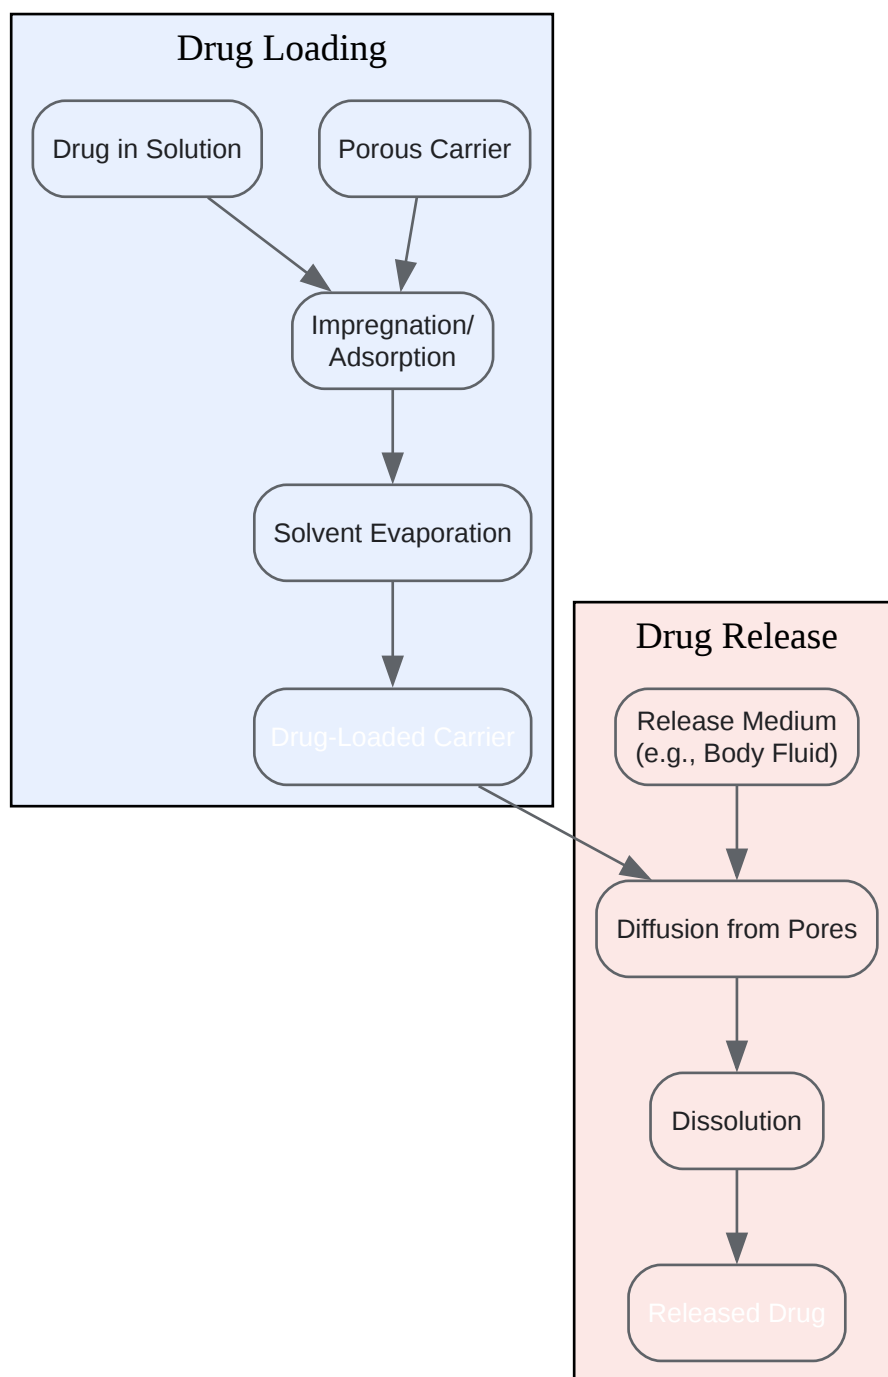 Drug Loading
Drug in Solution
Porous Carrier
Impregnation/
Adsorption
Solvent Evaporation
Drug-Loaded Carrier
Drug Release
Release Medium
(e.g., Body Fluid)
Diffusion from Pores
Dissolution
Released Drug